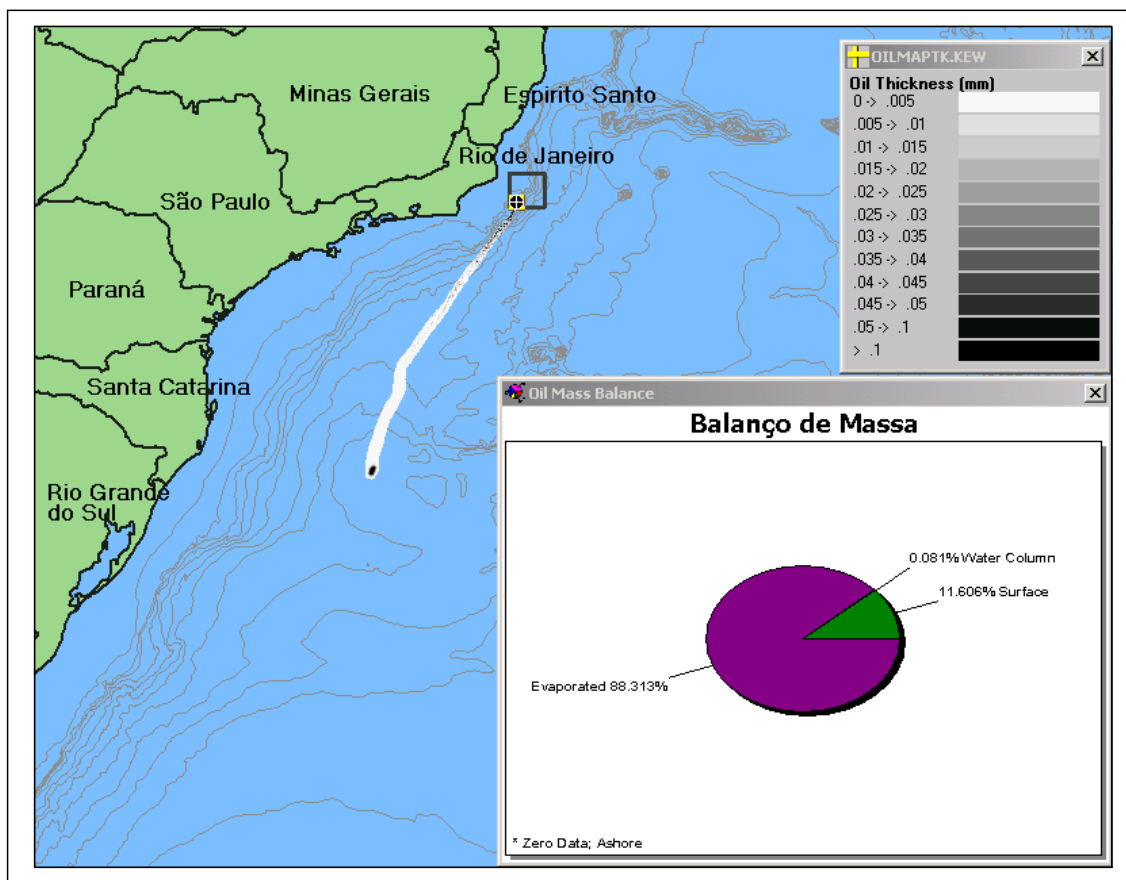 Minas Gerais
Espirito Santo
Rio de Janeiro
São Paulo
Paraná
Santa Catarina
Rio Grande
do Sul
OILMAPTK.KEW
Oil Thickness (mm)
0 -> .005
.005 -> .01
.01 -> .015
.015 -> .02
.02 -> .025
.025 -> .03
.03 -> .035
.035 -> .04
.04 -> .045
.045 -> .05
.05 -> .1
> .1
Oil Mass Balance
Balanço de Massa
0.081% Water Column
11.606% Surface
Evaporated 88.313%
* Zero Data; Ashore